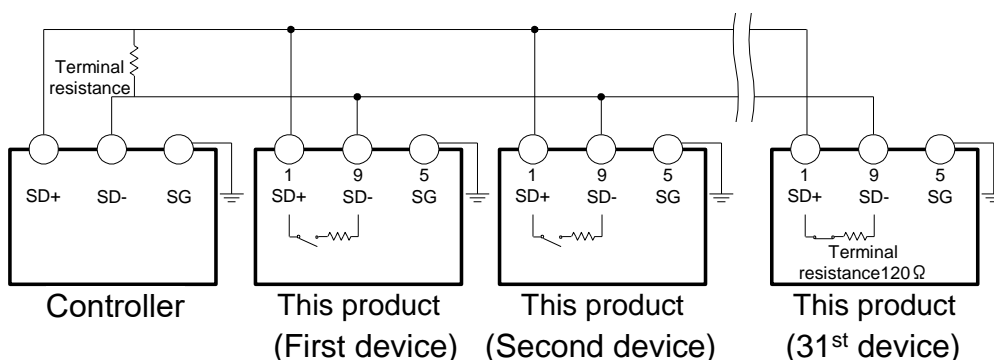 Terminal
resistance
1 9 5 1 9 5 1 9 5
SD+ SD- SG SD+ SD- SG SD+ SD- SG SD+ SD- SG
Terminal
resistance120Ω
Controller This product This product This product
(First device) (Second device) (31st device)